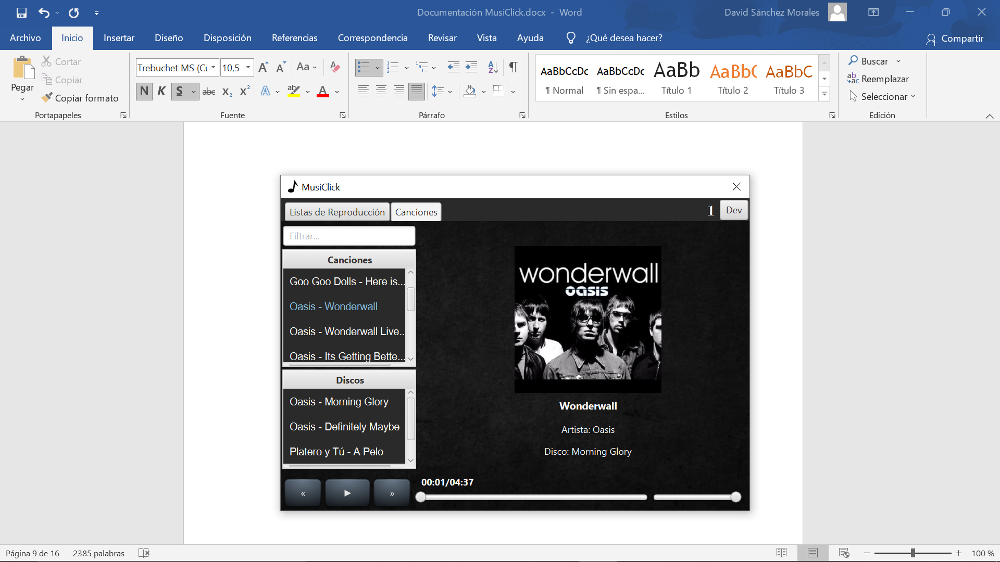 Documentación MusiClick.docx - Word
David Sánchez Morales
Archivo Inicio Insertar Diseño Disposición Referencias Correspondencia Revisar Vista Ayuda ¿Qué desea hacer? Compartir
Pegar
Cortar
Copiar
Copiar formato
Portapapeles
Trebuchet MS (Cu 10,5
Aa
N K S abc x2 x2 A ab A
Fuente
Párrafo
AaBbCcDc AaBbCcDc AaBb AaBbC AaBbC
¶ Normal ¶ Sin espa... Título 1 Título 2 Título 3
Estilos
Buscar
Reemplazar
Seleccionar
Edición
MusiClick
Listas de Reproducción Canciones 1 Dev
Filtrar...
Canciones
Goo Goo Dolls - Here is...
Oasis - Wonderwall
Oasis - Wonderwall Live...
Oasis - Its Getting Bette...
Discos
Oasis - Morning Glory
Oasis - Definitely Maybe
Platero y Tú - A Pelo
wonderwall
oasis
Wonderwall
Artista: Oasis
Disco: Morning Glory
00:01/04:37
« ► »
Página 9 de 16 2385 palabras 100 %